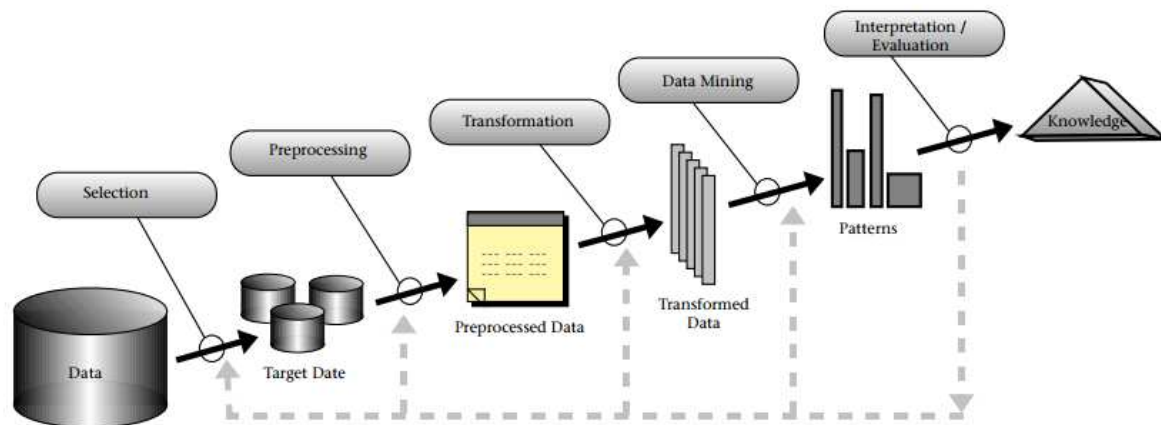 Interpretation /
Evaluation
Data Mining
Transformation
Preprocessing
Selection
Data
Target Date
Preprocessed Data
Transformed
Data
Patterns
Knowledge